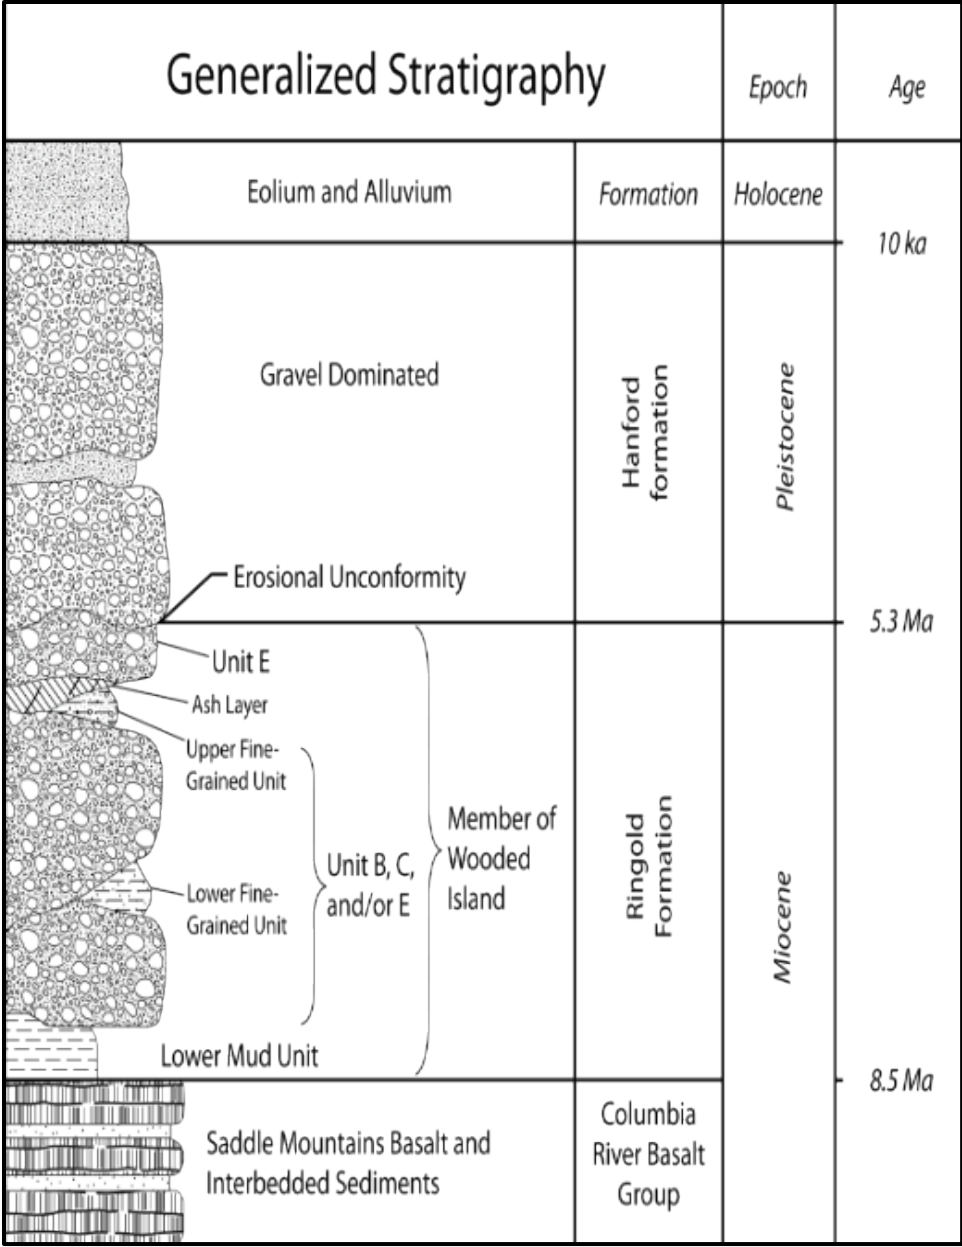 Generalized Stratigraphy
Epoch
Age
Eolium and Alluvium
Formation
Holocene
10 ka
Gravel Dominated
Hanford
formation
Pleistocene
Erosional Unconformity
5.3 Ma
Unit E
Ash Layer
Upper Fine-
Grained Unit
Lower Fine-
Grained Unit
Unit B, C,
and/or E
Member of
Wooded
Island
Ringold
Formation
Miocene
Lower Mud Unit
8.5 Ma
Saddle Mountains Basalt and
Interbedded Sediments
Columbia
River Basalt
Group